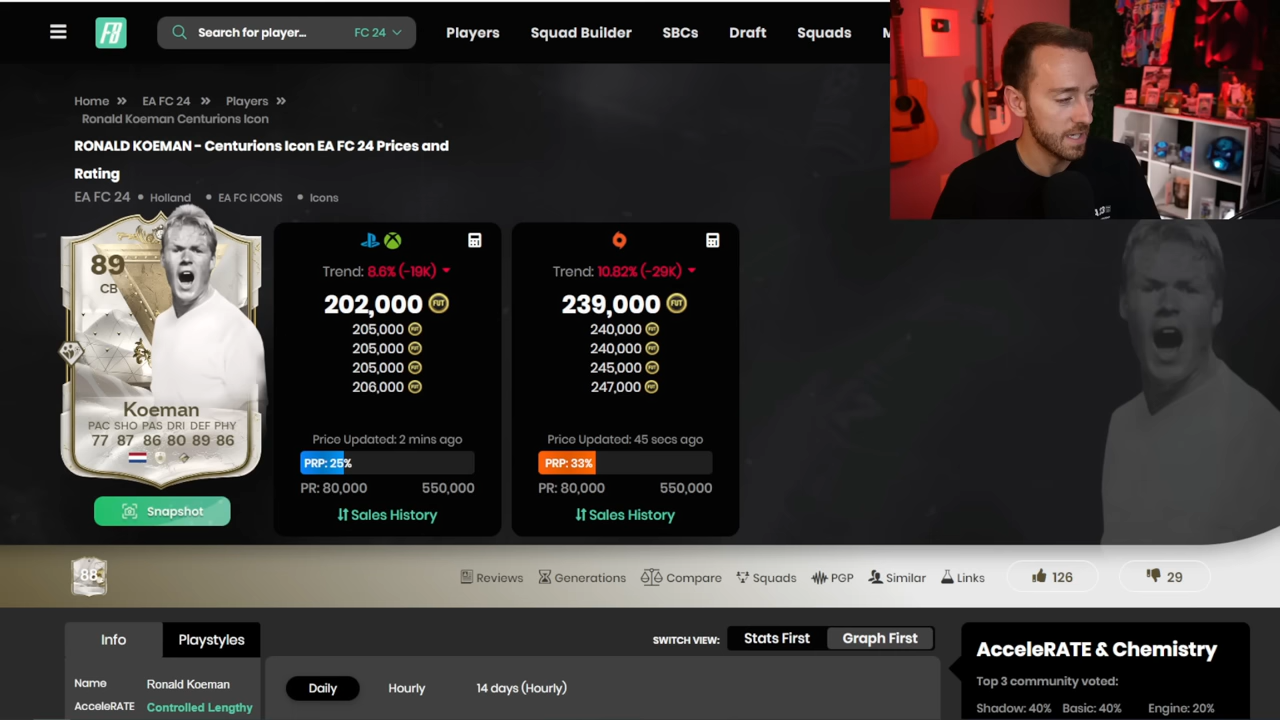 FB
Search for player...
FC 24
Players
Squad Builder
SBCs
Draft
Squads
M
Home » EA FC 24 » Players »
Ronald Koeman Centurions Icon
RONALD KOEMAN - Centurions Icon EA FC 24 Prices and
Rating
EA FC 24 • Holland • EA FC ICONS • Icons
89
CB
Koeman
PAC SHO PAS DRI DEF PHY
77 87 86 80 89 86
Snapshot
Trend: 8.6% (-19K)
202,000 FUT
205,000
205,000
205,000
206,000
Price Updated: 2 mins ago
PRP: 25%
PR: 80,000 550,000
Sales History
Trend: 10.82% (-29K)
239,000 FUT
240,000
240,000
245,000
247,000
Price Updated: 45 secs ago
PRP: 33%
PR: 80,000 550,000
Sales History
88
Reviews
Generations
Compare
Squads
PGP
Similar
Links
126
29
Info
Playstyles
SWITCH VIEW:
Stats First
Graph First
Name Ronald Koeman
AcceleRATE Controlled Lengthy
Daily
Hourly
14 days (Hourly)
AcceleRATE & Chemistry
Top 3 community voted:
Shadow: 40% Basic: 40% Engine: 20%